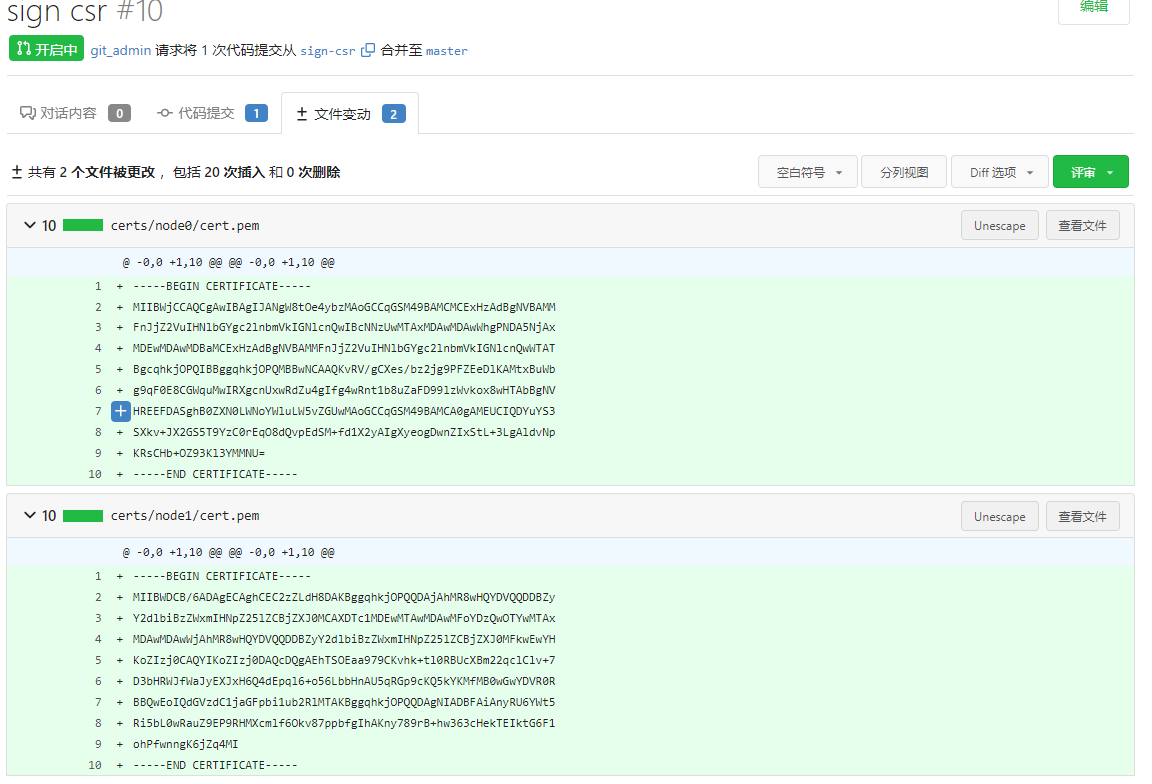 sign csr #10
编辑
开启中 git_admin 请求将 1 次代码提交从 sign-csr 合并至 master
对话内容 0 代码提交 1 文件变动 2
共有 2 个文件被更改，包括 20 次插入 和 0 次删除
空白符号 分列视图 Diff 选项 评审
10 certs/node0/cert.pem Unescape 查看文件
@ -0,0 +1,10 @@ @@ -0,0 +1,10 @@
1 + -----BEGIN CERTIFICATE-----
2 + MIIBWjCCAQCgAwIBAgIJANgW8tOe4ybzMAoGCCqGSM49BAMCMCExHzAdBgNVBAMM
3 + FnJjZ2VuIHNlbGYgc2lnbmVkIGNlcnQwIBcNNzUwMTAxMDAwMDAwWhgPNDA5NjAx
4 + MDEwMDAwMDBaMCExHzAdBgNVBAMMFnJjZ2VuIHNlbGYgc2lnbmVkIGNlcnQwWTAT
5 + BgcqhkjOPQIBBggqhkjOPQMBBwNCAAQKvRV/gCXes/bz2jg9PFZEeDlKAMtxBuWb
6 + g9qF0E8CGWquMwIRXgcnUxwRdZu4gIfg4wRnt1b8uZaFD99lzWvkox8wHTAbBgNV
7 + HREEFDASghB0ZXN0LWNoYWluLW5vZGUwMAoGCCqGSM49BAMCA0gAMEUCIQDYuYS3
8 + SXkv+JX2GS5T9YzC0rEqO8dQvpEdSM+fd1X2yAIgXyeogDwnZIxStL+3LgAldvNp
9 + KRsCHb+OZ93Kl3YMMNU=
10 + -----END CERTIFICATE-----
10 certs/node1/cert.pem Unescape 查看文件
@ -0,0 +1,10 @@ @@ -0,0 +1,10 @@
1 + -----BEGIN CERTIFICATE-----
2 + MIIBWDCB/6ADAgECAghCEC2zZLdH8DAKBggqhkjOPQQDAjAhMR8wHQYDVQQDDBZy
3 + Y2dlbiBzZWxmIHNpZ25lZCBjZXJ0MCAXDTc1MDEwMTAwMDAwMFoYDzQwOTYwMTAx
4 + MDAwMDAwWjAhMR8wHQYDVQQDDBZyY2dlbiBzZWxmIHNpZ25lZCBjZXJ0MFkwEwYH
5 + KoZIzj0CAQYIKoZIzj0DAQcDQgAEhTSOEaa979CKvhk+tl0RBUcXBm22qclClv+7
6 + D3bHRWJfWaJyEXJxH6Q4dEpql6+o56LbbHnAU5qRGp9cKQ5kYKMfMB0wGwYDVR0R
7 + BBQwEoIQdGVzdC1jaGFpbi1ub2RlMTAKBggqhkjOPQQDAgNIADBFAiAnyRU6YWt5
8 + Ri5bL0wRauZ9EP9RHMXcmlf6Okv87ppbfgIhAKny789rB+hw363cHekTEIktG6F1
9 + ohPfwnngK6jZq4MI
10 + -----END CERTIFICATE-----